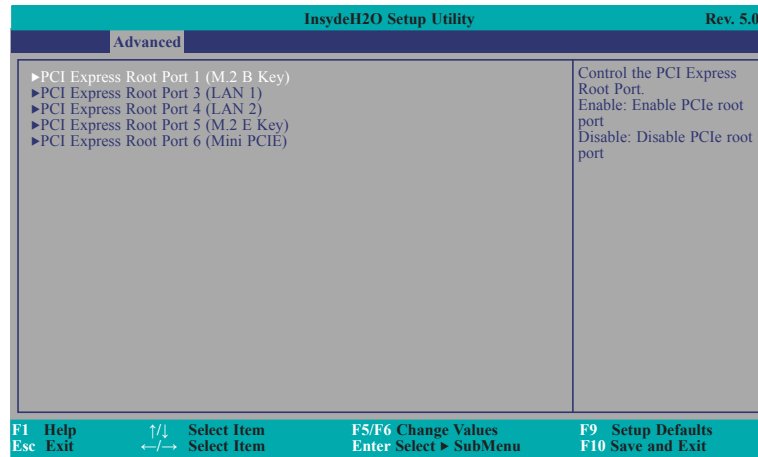 InsydeH2O Setup Utility Rev. 5.0
Advanced
►PCI Express Root Port 1 (M.2 B Key)
►PCI Express Root Port 3 (LAN 1)
►PCI Express Root Port 4 (LAN 2)
►PCI Express Root Port 5 (M.2 E Key)
►PCI Express Root Port 6 (Mini PCIE)
Control the PCI Express
Root Port.
Enable: Enable PCIe root
port
Disable: Disable PCIe root
port
F1 Help ↑/↓ Select Item F5/F6 Change Values F9 Setup Defaults
Esc Exit ←/→ Select Item Enter Select ► SubMenu F10 Save and Exit